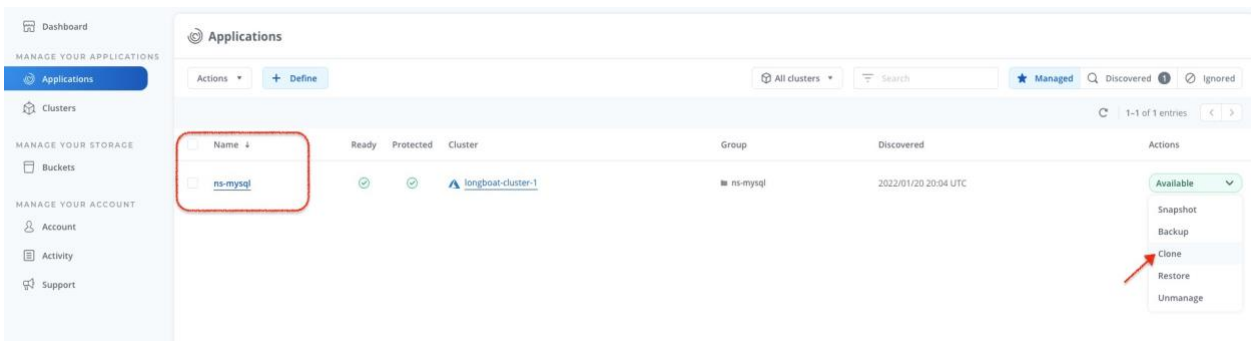 Dashboard
MANAGE YOUR APPLICATIONS
Applications
Clusters
MANAGE YOUR STORAGE
Buckets
MANAGE YOUR ACCOUNT
Account
Activity
Support
Applications
Actions
+ Define
All clusters
Search
Managed
Discovered 1
Ignored
1-1 of 1 entries
Name Ready Protected Cluster Group Discovered Actions
ns-mysql longboat-cluster-1 ns-mysql 2022/01/20 20:04 UTC Available
Snapshot
Backup
Clone
Restore
Unmanage